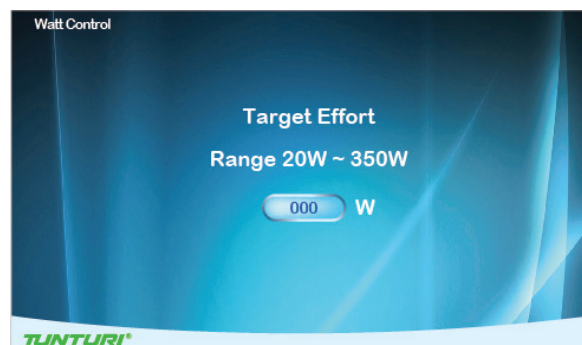 Watt Control
Target Effort
Range 20W ~ 350W
000 W
TUNTURI®